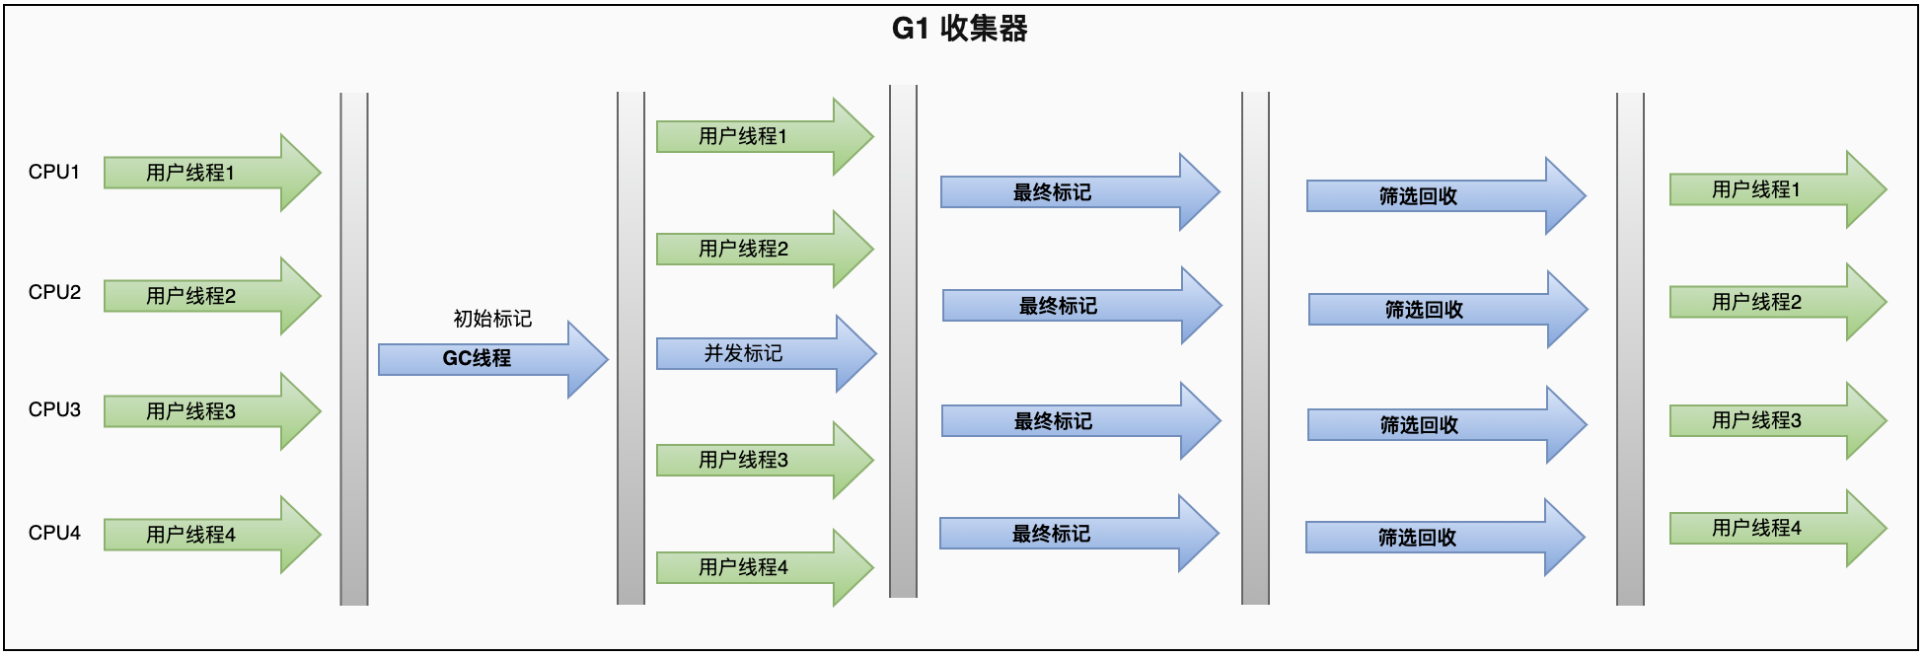 G1 收集器
CPU1
用户线程1
CPU2
用户线程2
CPU3
用户线程3
CPU4
用户线程4
初始标记
GC线程
用户线程1
用户线程2
并发标记
用户线程3
用户线程4
最终标记
最终标记
最终标记
最终标记
筛选回收
筛选回收
筛选回收
筛选回收
用户线程1
用户线程2
用户线程3
用户线程4